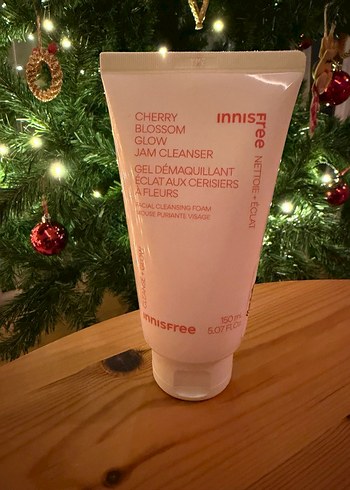 CHERRY
BLOSSOM
GLOW
JAM CLEANSER
GEL DÉMAQUILLANT
ÉCLAT AUX CERISIERS
À FLEURS
FACIAL CLEANSING FOAM
MOUSSE PURIFIANTE VISAGE
innisfree
NETTOIE + ÉCLAT
innisfree
150 mL
5.07 FL.OZ